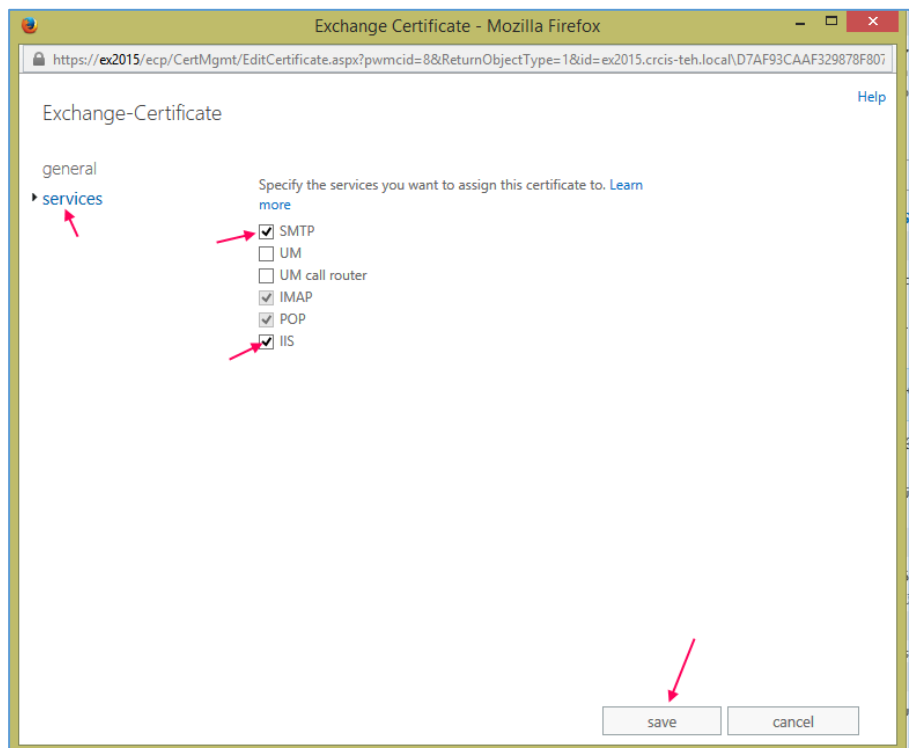 Exchange Certificate - Mozilla Firefox
https://ex2015/ecp/CertMgmt/EditCertificate.aspx?pwmcid=8&ReturnObjectType=1&id=ex2015.crcis-teh.local\D7AF93CAAF329878F807
Help
Exchange-Certificate
general
services
Specify the services you want to assign this certificate to. Learn
more
SMTP
UM
UM call router
IMAP
POP
IIS
save
cancel